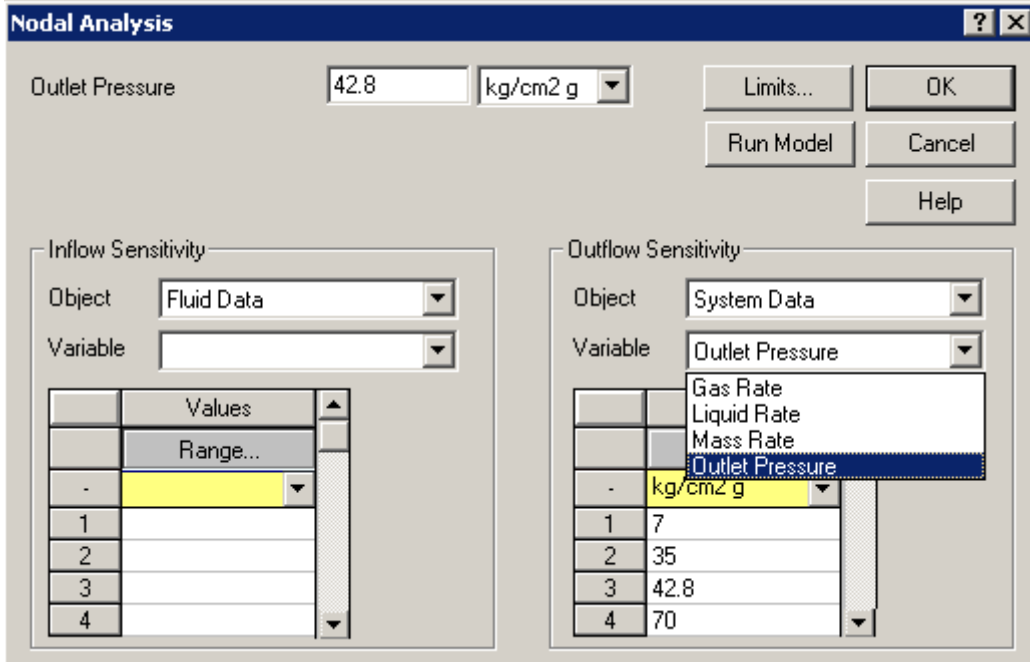 Nodal Analysis
Outlet Pressure 42.8 kg/cm2 g Limits... OK
Run Model Cancel
Help
Inflow Sensitivity
Object Fluid Data
Variable
Values
Range...
-
1
2
3
4
Outflow Sensitivity
Object System Data
Variable Outlet Pressure
Gas Rate
Liquid Rate
Mass Rate
Outlet Pressure
- kg/cm2 g
1 7
2 35
3 42.8
4 70